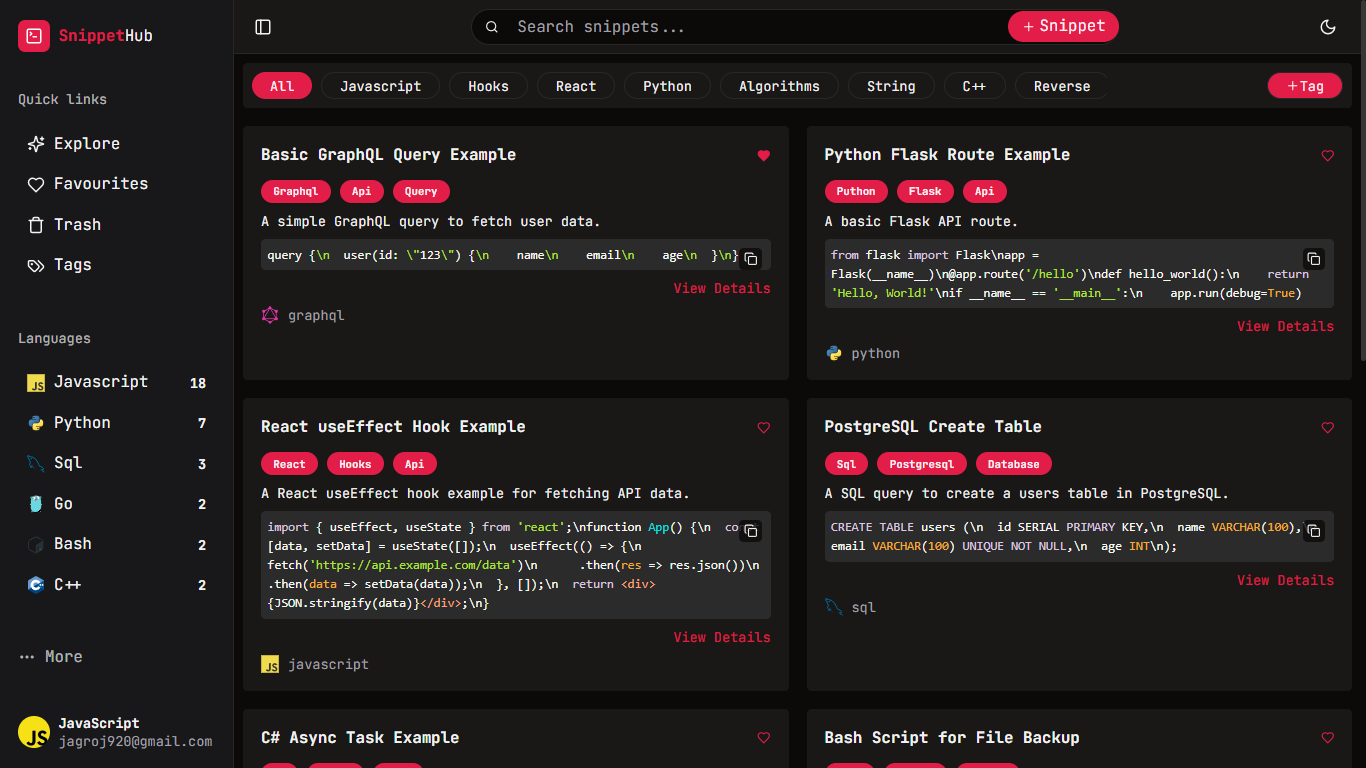 SnippetHub
Search snippets...
+ Snippet
Quick links
Explore
Favourites
Trash
Tags
Languages
JS Javascript 18
Python 7
Sql 3
Go 2
Bash 2
C++ 2
More
JS JavaScript
jagroj920@gmail.com
All Javascript Hooks React Python Algorithms String C++ Reverse +Tag
Basic GraphQL Query Example
Graphql Api Query
A simple GraphQL query to fetch user data.
query {\n  user(id: \"123\") {\n    name\n    email\n    age\n  }\n}
View Details
graphql
Python Flask Route Example
Puthon Flask Api
A basic Flask API route.
from flask import Flask\napp =
Flask(__name__)\n@app.route('/hello')\ndef hello_world():\n    return
'Hello, World!'\nif __name__ == '__main__':\n    app.run(debug=True)
View Details
python
React useEffect Hook Example
React Hooks Api
A React useEffect hook example for fetching API data.
import { useEffect, useState } from 'react';\nfunction App() {\n  co
[data, setData] = useState([]);\n  useEffect(() => {\n
fetch('https://api.example.com/data')\n      .then(res => res.json())\n
.then(data => setData(data));\n  }, []);\n  return <div>
{JSON.stringify(data)}</div>;\n}
View Details
JS javascript
PostgreSQL Create Table
Sql Postgresql Database
A SQL query to create a users table in PostgreSQL.
CREATE TABLE users (\n  id SERIAL PRIMARY KEY,\n  name VARCHAR(100),
email VARCHAR(100) UNIQUE NOT NULL,\n  age INT\n);
View Details
sql
C# Async Task Example
Bash Script for File Backup